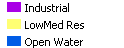 Industrial
LowMed Res
Open Water